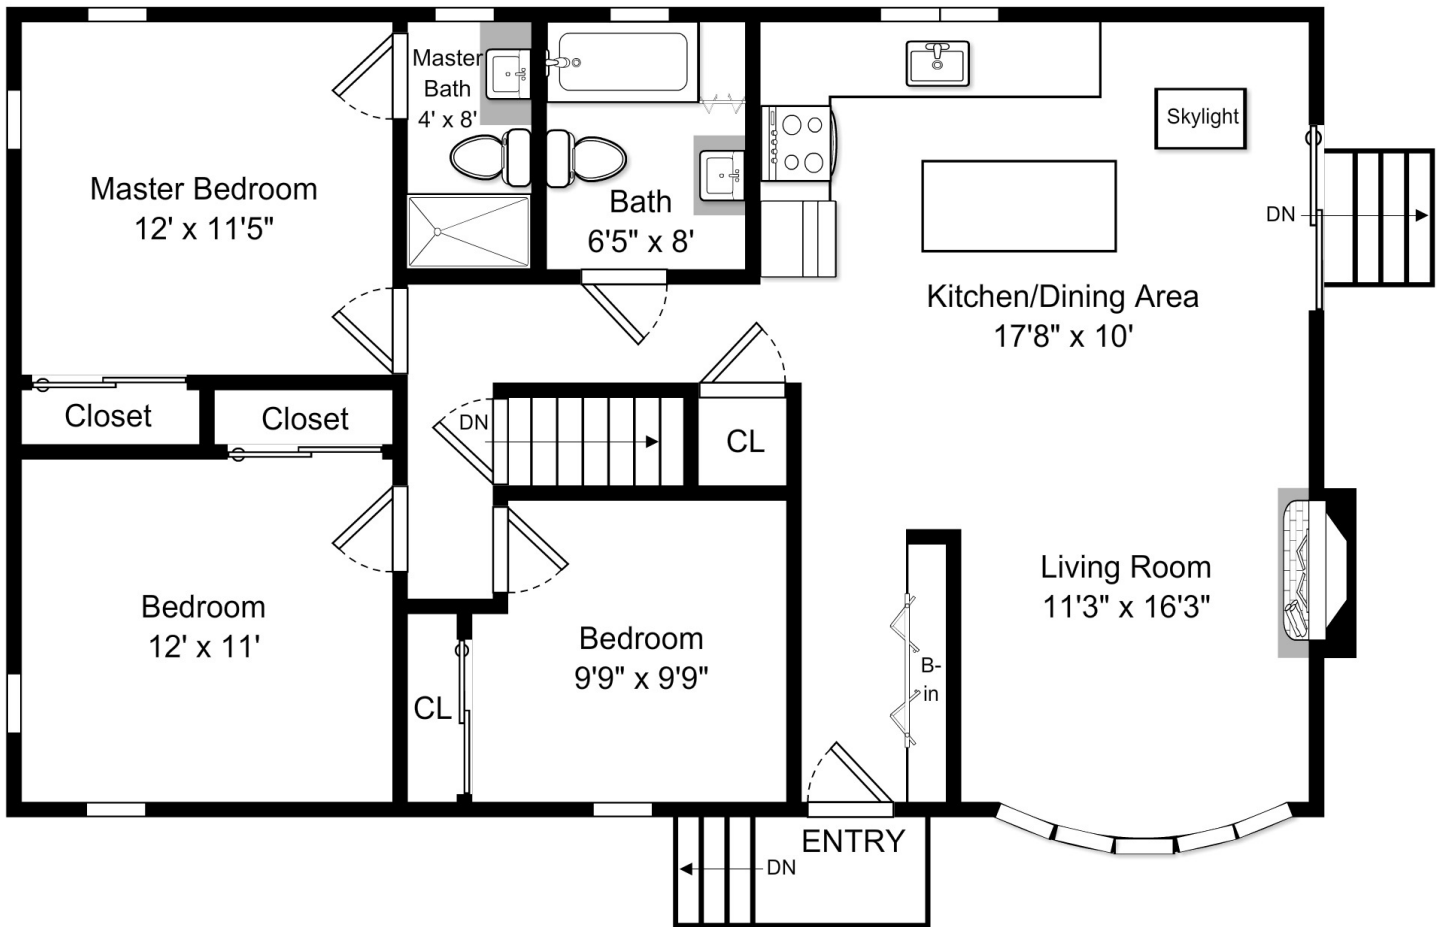 Master
Bath
4' x 8'
Skylight
Master Bedroom
12' x 11'5"
Bath
6'5" x 8'
DN
Kitchen/Dining Area
17'8" x 10'
Closet
Closet
DN
CL
Living Room
11'3" x 16'3"
Bedroom
12' x 11'
Bedroom
9'9" x 9'9"
B-
in
CL
ENTRY
DN